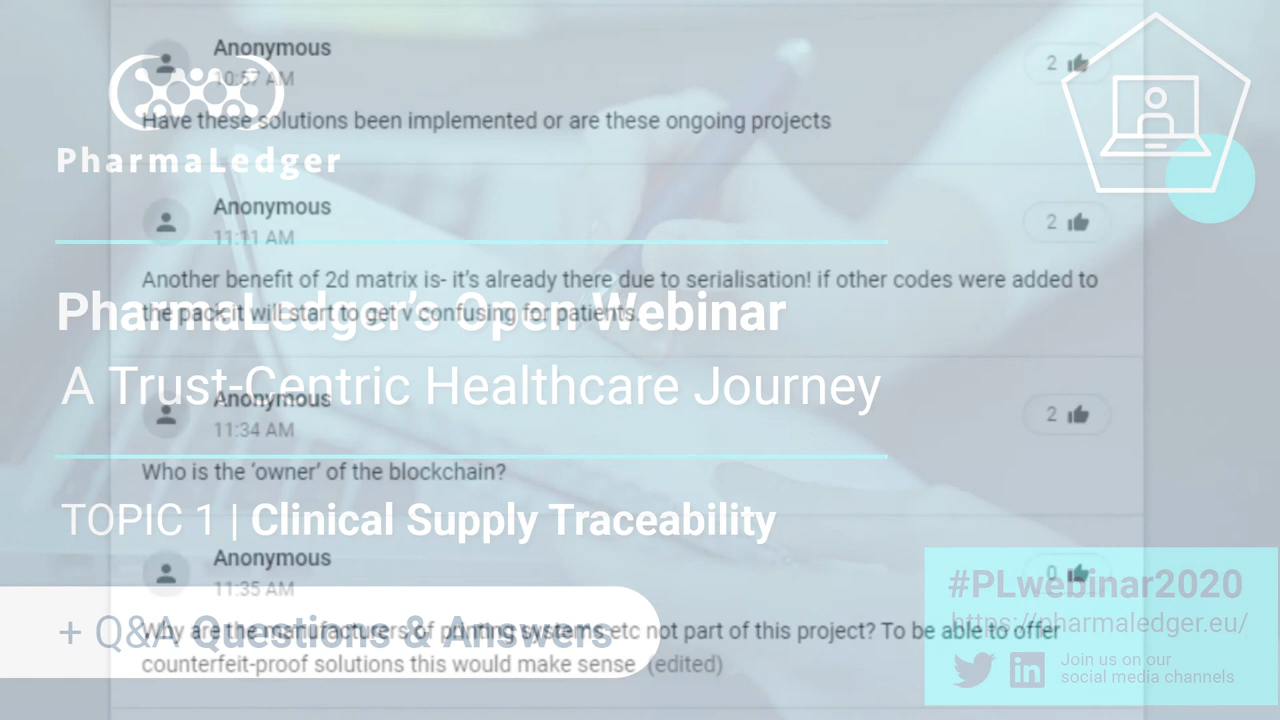 Anonymous
10:57 AM
2
Have these solutions been implemented or are these ongoing projects
PharmaLedger
Anonymous
11:11 AM
2
Another benefit of 2d matrix is- it's already there due to serialisation! if other codes were added to
the pack it will start to get v confusing for patients.
PharmaLedger's Open Webinar
A Trust-Centric Healthcare Journey
Anonymous
11:34 AM
2
Who is the 'owner' of the blockchain?
TOPIC 1 | Clinical Supply Traceability
Anonymous
11:35 AM
0
Why are the manufacturers of printing systems etc not part of this project? To be able to offer
counterfeit-proof solutions this would make sense (edited)
+ Q&A Questions & Answers
#PLwebinar2020
https://pharmaledger.eu/
Join us on our
social media channels